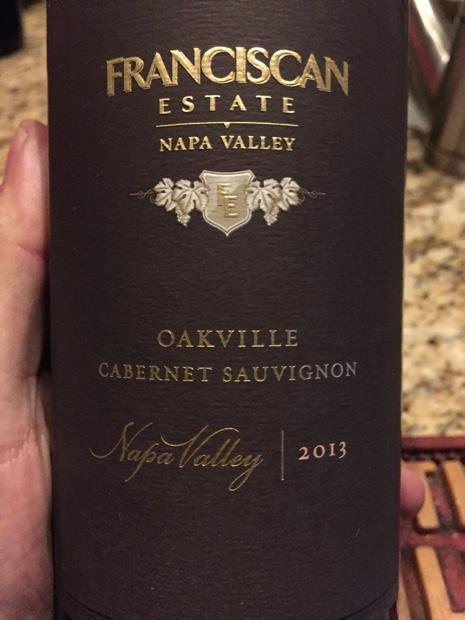 FRANCISCAN
ESTATE
NAPA VALLEY
FE
OAKVILLE
CABERNET SAUVIGNON
Napa Valley | 2013